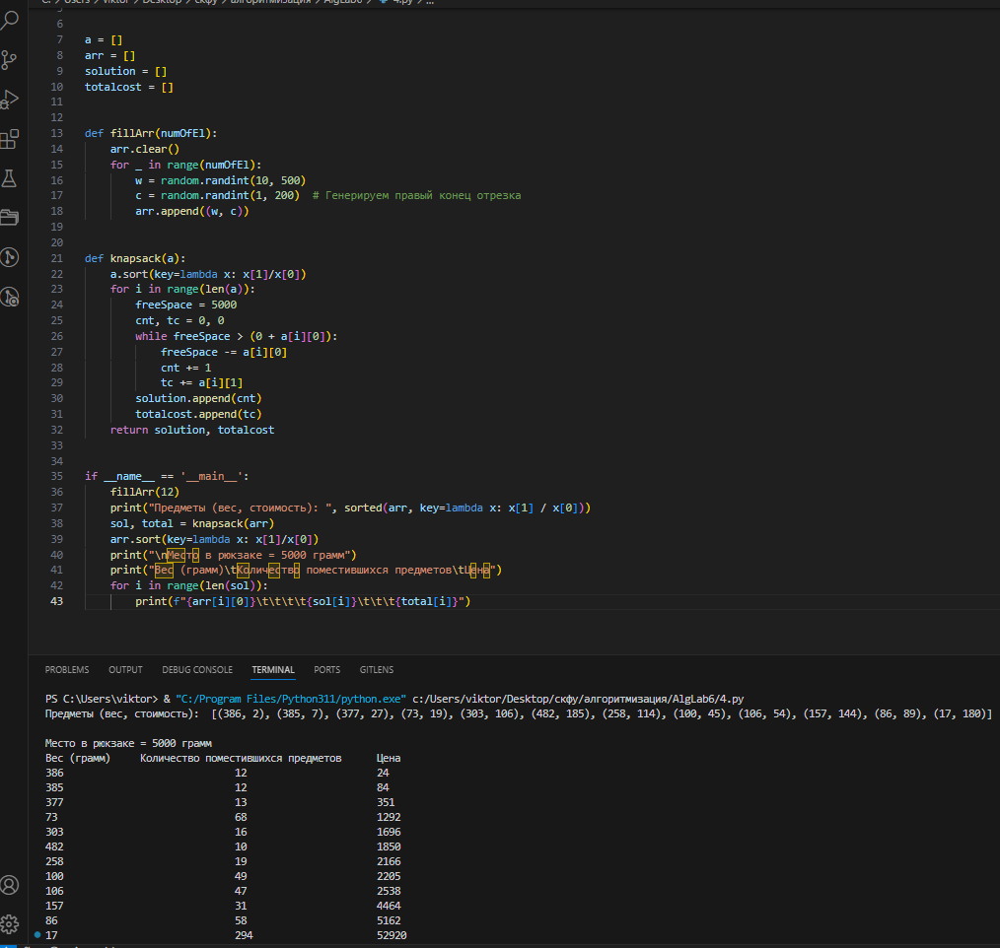 C: > Users > viktor > Desktop > скфу > алгоритмизация > AlgLab6 > 4.py > ...
5
6
7 a = []
8 arr = []
9 solution = []
10 totalcost = []
11
12
13 def fillArr(numOfEl):
14 arr.clear()
15 for _ in range(numOfEl):
16 w = random.randint(10, 500)
17 c = random.randint(1, 200) # Генерируем правый конец отрезка
18 arr.append((w, c))
19
20
21 def knapsack(a):
22 a.sort(key=lambda x: x[1]/x[0])
23 for i in range(len(a)):
24 freeSpace = 5000
25 cnt, tc = 0, 0
26 while freeSpace > (0 + a[i][0]):
27 freeSpace -= a[i][0]
28 cnt += 1
29 tc += a[i][1]
30 solution.append(cnt)
31 totalcost.append(tc)
32 return solution, totalcost
33
34
35 if __name__ == '__main__':
36 fillArr(12)
37 print("Предметы (вес, стоимость): ", sorted(arr, key=lambda x: x[1] / x[0]))
38 sol, total = knapsack(arr)
39 arr.sort(key=lambda x: x[1]/x[0])
40 print("\nМесто в рюкзаке = 5000 грамм")
41 print("Вес (грамм)\tКоличество поместившихся предметов\tЦена")
42 for i in range(len(sol)):
43 print(f"{arr[i][0]}\t\t\t\t{sol[i]}\t\t\t{total[i]}")
PROBLEMS OUTPUT DEBUG CONSOLE TERMINAL PORTS GITLENS
PS C:\Users\viktor> & "C:/Program Files/Python311/python.exe" c:/Users/viktor/Desktop/скфу/алгоритмизация/AlgLab6/4.py
Предметы (вес, стоимость):  [(386, 2), (385, 7), (377, 27), (73, 19), (303, 106), (482, 185), (258, 114), (100, 45), (106, 54), (157, 144), (86, 89), (17, 180)]
Место в рюкзаке = 5000 грамм
Вес (грамм) Количество поместившихся предметов Цена
386 12 24
385 12 84
377 13 351
73 68 1292
303 16 1696
482 10 1850
258 19 2166
100 49 2205
106 47 2538
157 31 4464
86 58 5162
17 294 52920